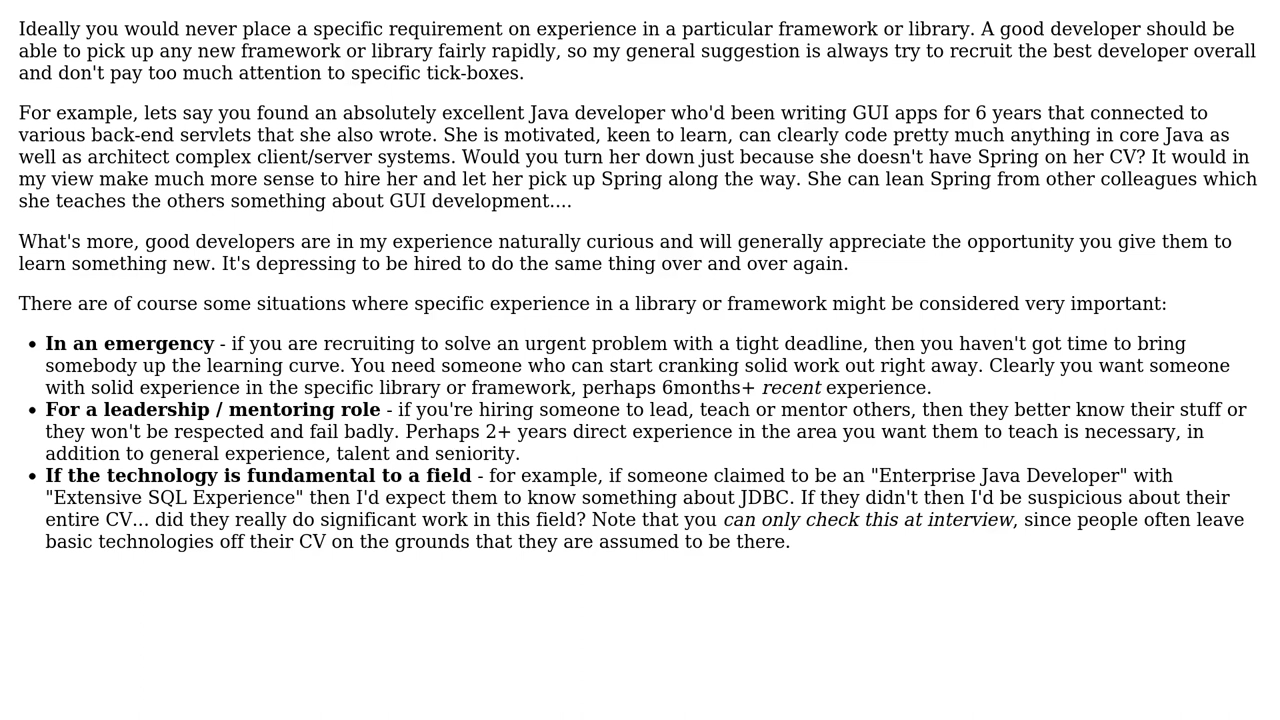 Ideally you would never place a specific requirement on experience in a particular framework or library. A good developer should be
able to pick up any new framework or library fairly rapidly, so my general suggestion is always try to recruit the best developer overall
and don't pay too much attention to specific tick-boxes.
For example, lets say you found an absolutely excellent Java developer who'd been writing GUI apps for 6 years that connected to
various back-end servlets that she also wrote. She is motivated, keen to learn, can clearly code pretty much anything in core Java as
well as architect complex client/server systems. Would you turn her down just because she doesn't have Spring on her CV? It would in
my view make much more sense to hire her and let her pick up Spring along the way. She can lean Spring from other colleagues which
she teaches the others something about GUI development....
What's more, good developers are in my experience naturally curious and will generally appreciate the opportunity you give them to
learn something new. It's depressing to be hired to do the same thing over and over again.
There are of course some situations where specific experience in a library or framework might be considered very important:
• In an emergency - if you are recruiting to solve an urgent problem with a tight deadline, then you haven't got time to bring
somebody up the learning curve. You need someone who can start cranking solid work out right away. Clearly you want someone
with solid experience in the specific library or framework, perhaps 6months+ recent experience.
• For a leadership / mentoring role - if you're hiring someone to lead, teach or mentor others, then they better know their stuff or
they won't be respected and fail badly. Perhaps 2+ years direct experience in the area you want them to teach is necessary, in
addition to general experience, talent and seniority.
• If the technology is fundamental to a field - for example, if someone claimed to be an "Enterprise Java Developer" with
"Extensive SQL Experience" then I'd expect them to know something about JDBC. If they didn't then I'd be suspicious about their
entire CV... did they really do significant work in this field? Note that you can only check this at interview, since people often leave
basic technologies off their CV on the grounds that they are assumed to be there.